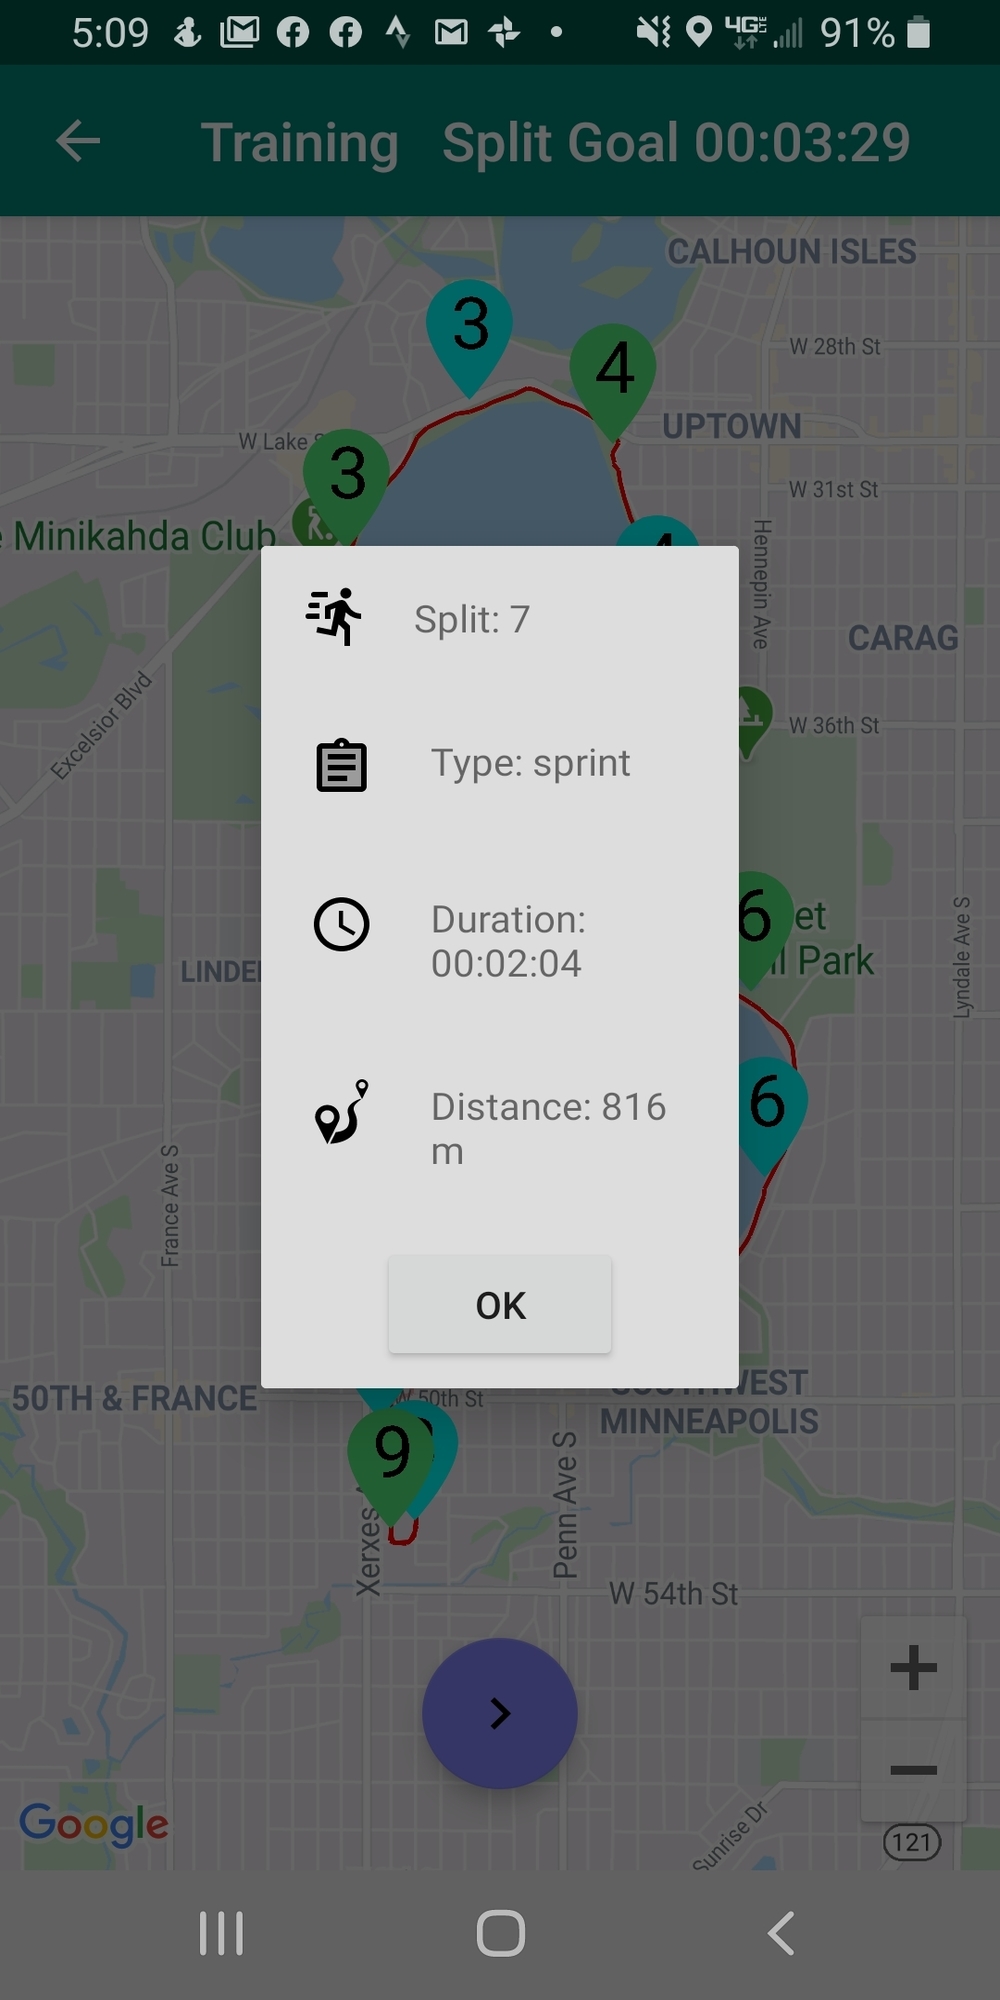 5:09
4G LTE
91%
Training Split Goal 00:03:29
CALHOUN ISLES
3
W 28th St
4
UPTOWN
W Lake S
3
W 31st St
Minikahda Club
4
Hennepin Ave
Split: 7
CARAG
Excelsior Blvd
W 36th St
Type: sprint
6
et
Duration:
00:02:04
Lyndale Ave S
l Park
LINDE
6
Distance: 816
m
France Ave S
OK
50TH & FRANCE
W 50th St
SOUTHWEST
MINNEAPOLIS
9
Penn Ave S
Xerxes
W 54th St
Google
Sunrise Dr
121